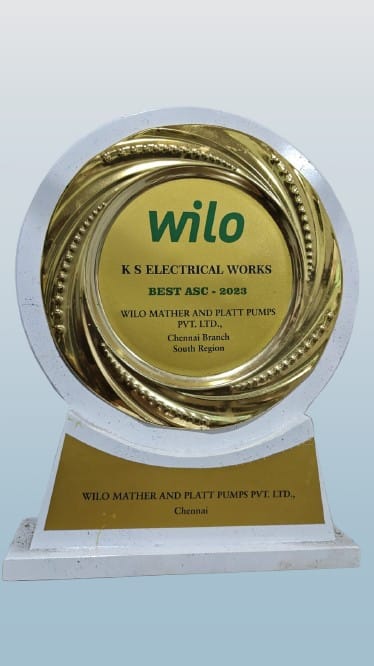 wilo
K S ELECTRICAL WORKS
BEST ASC - 2023
WILO MATHER AND PLATT PUMPS
PVT. LTD.,
Chennai Branch
South Region
WILO MATHER AND PLATT PUMPS PVT. LTD.,
Chennai